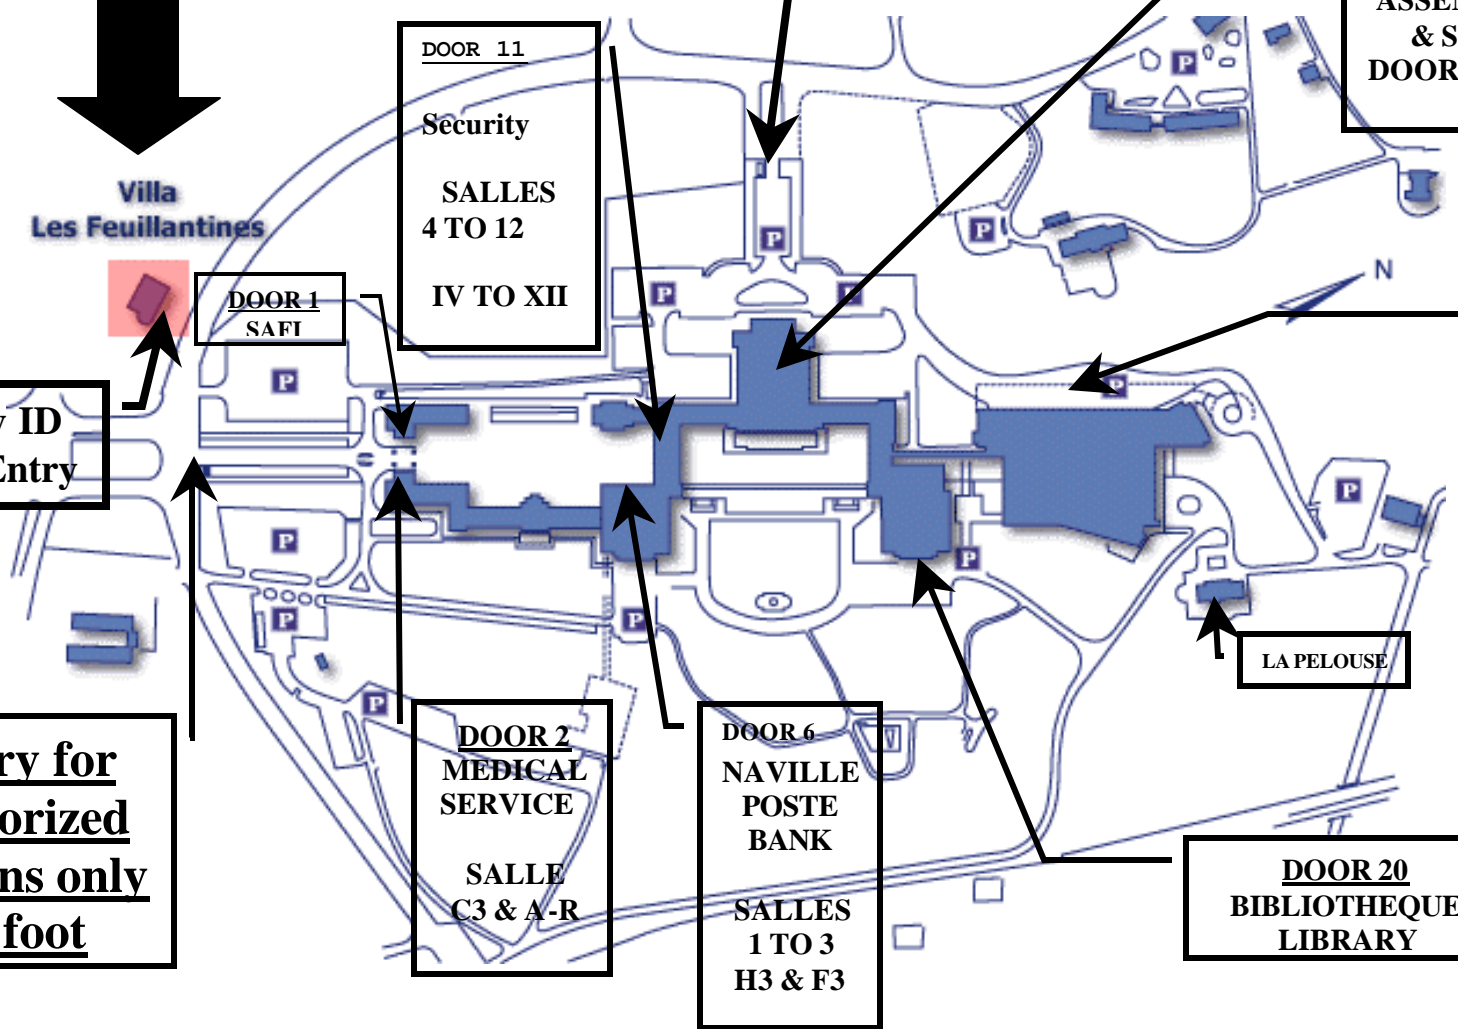 ASSEM
& S
DOOR
DOOR 11
Security
SALLES
4 TO 12
IV TO XII
P
P
P
P
P
Villa
Les Feuillantines
N
DOOR 1
SAFI
P
P
ID
Entry
P
P
P
P
P
P
LA PELOUSE
ry for
orized
ns only
foot
DOOR 2
MEDICAL
SERVICE
SALLE
C3 & A-R
DOOR 6
NAVILLE
POSTE
BANK
SALLES
1 TO 3
H3 & F3
DOOR 20
BIBLIOTHEQUE
LIBRARY